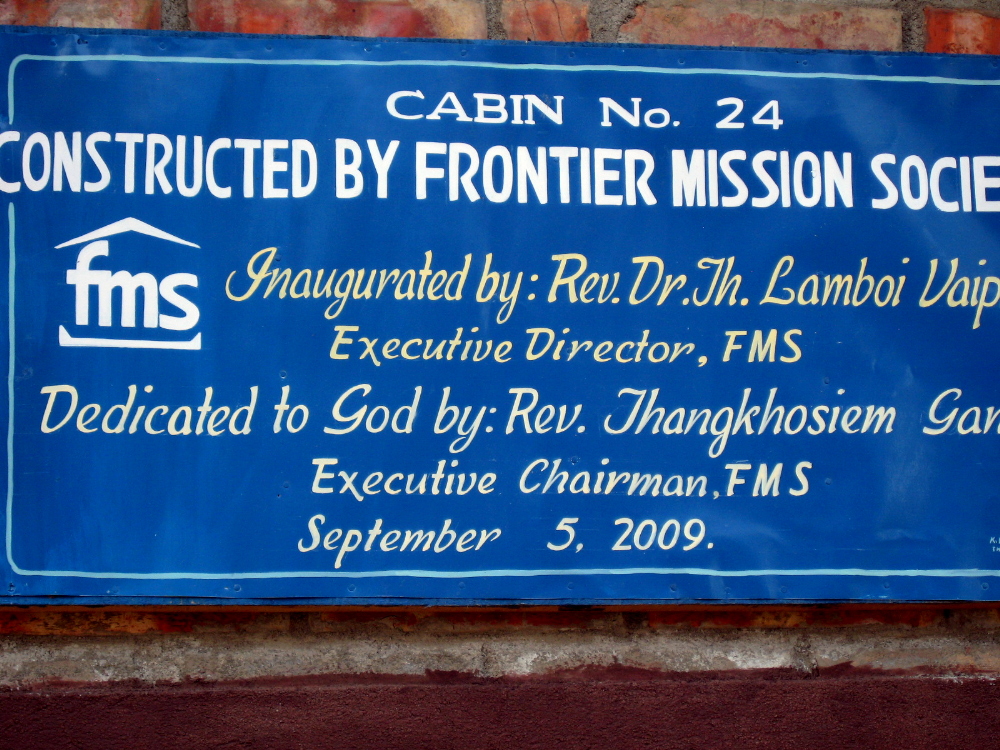 CABIN No. 24
CONSTRUCTED BY FRONTIER MISSION SOCIE
fms
Inaugurated by: Rev. Dr. Th. Lamboi Vaip
Executive Director, FMS
Dedicated to God by: Rev. Thangkhosiem Gan
Executive Chairman, FMS
September 5, 2009.